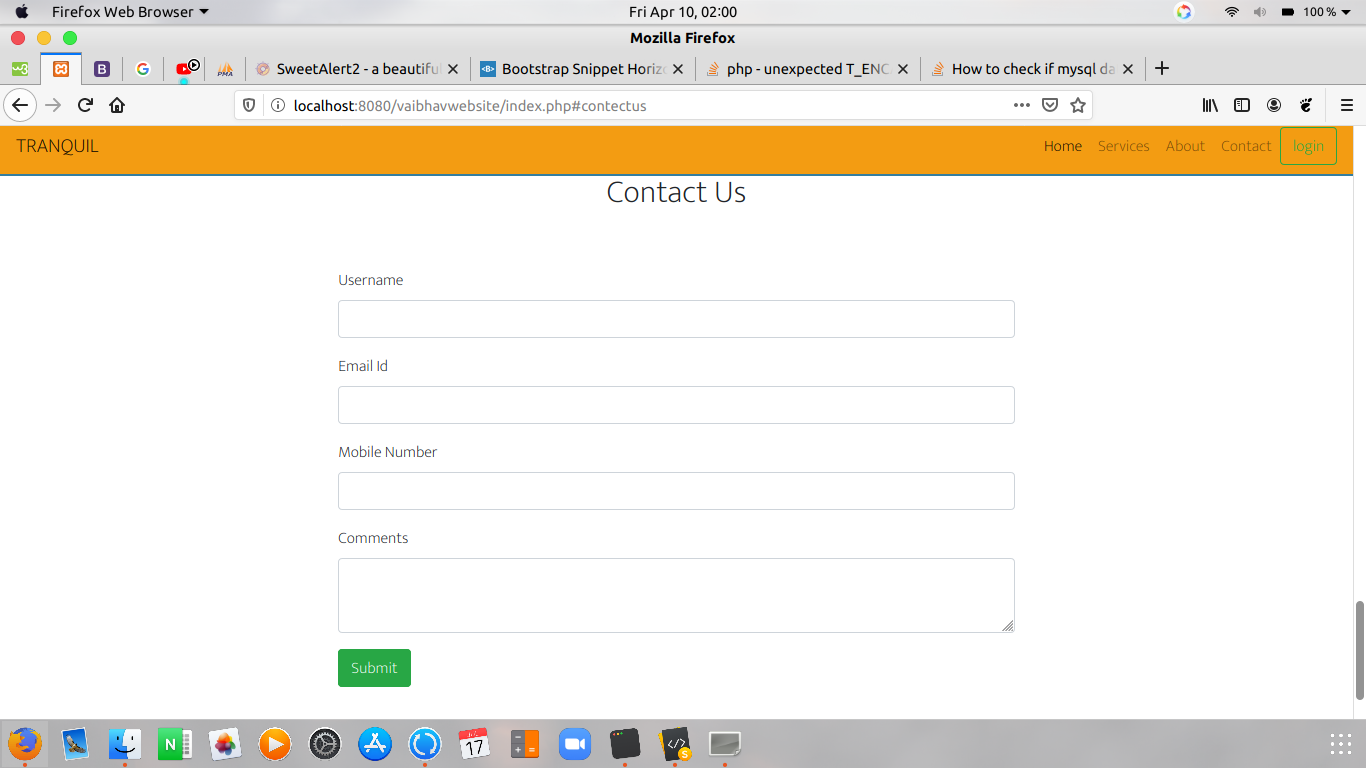 Firefox Web Browser
Fri Apr 10, 02:00
100 %
Mozilla Firefox
SweetAlert2 - a beautiful
Bootstrap Snippet Horiz
php - unexpected T_ENC
How to check if mysql da
localhost:8080/vaibhavwebsite/index.php#contectus
TRANQUIL
Home
Services
About
Contact
login
Contact Us
Username
Email Id
Mobile Number
Comments
Submit
17